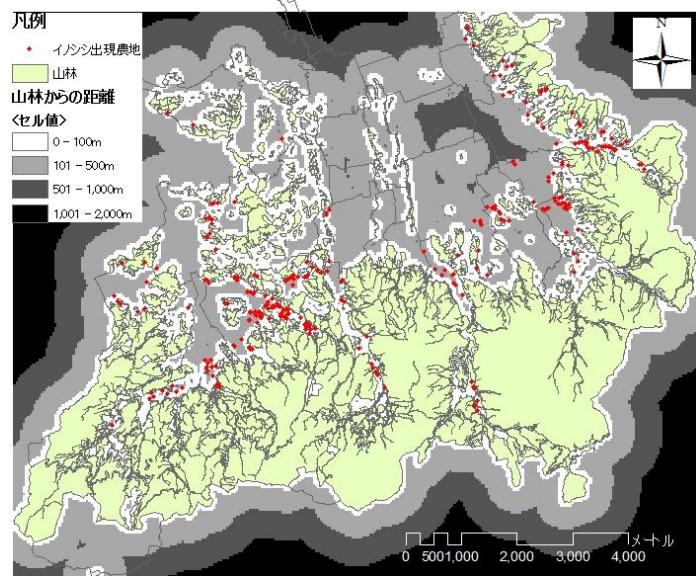 凡例
イノシシ出現農地
山林
山林からの距離
<セル値>
0 - 100m
101 - 500m
501 - 1,000m
1,001 - 2,000m
N
メートル
0 5001,000 2,000 3,000 4,000